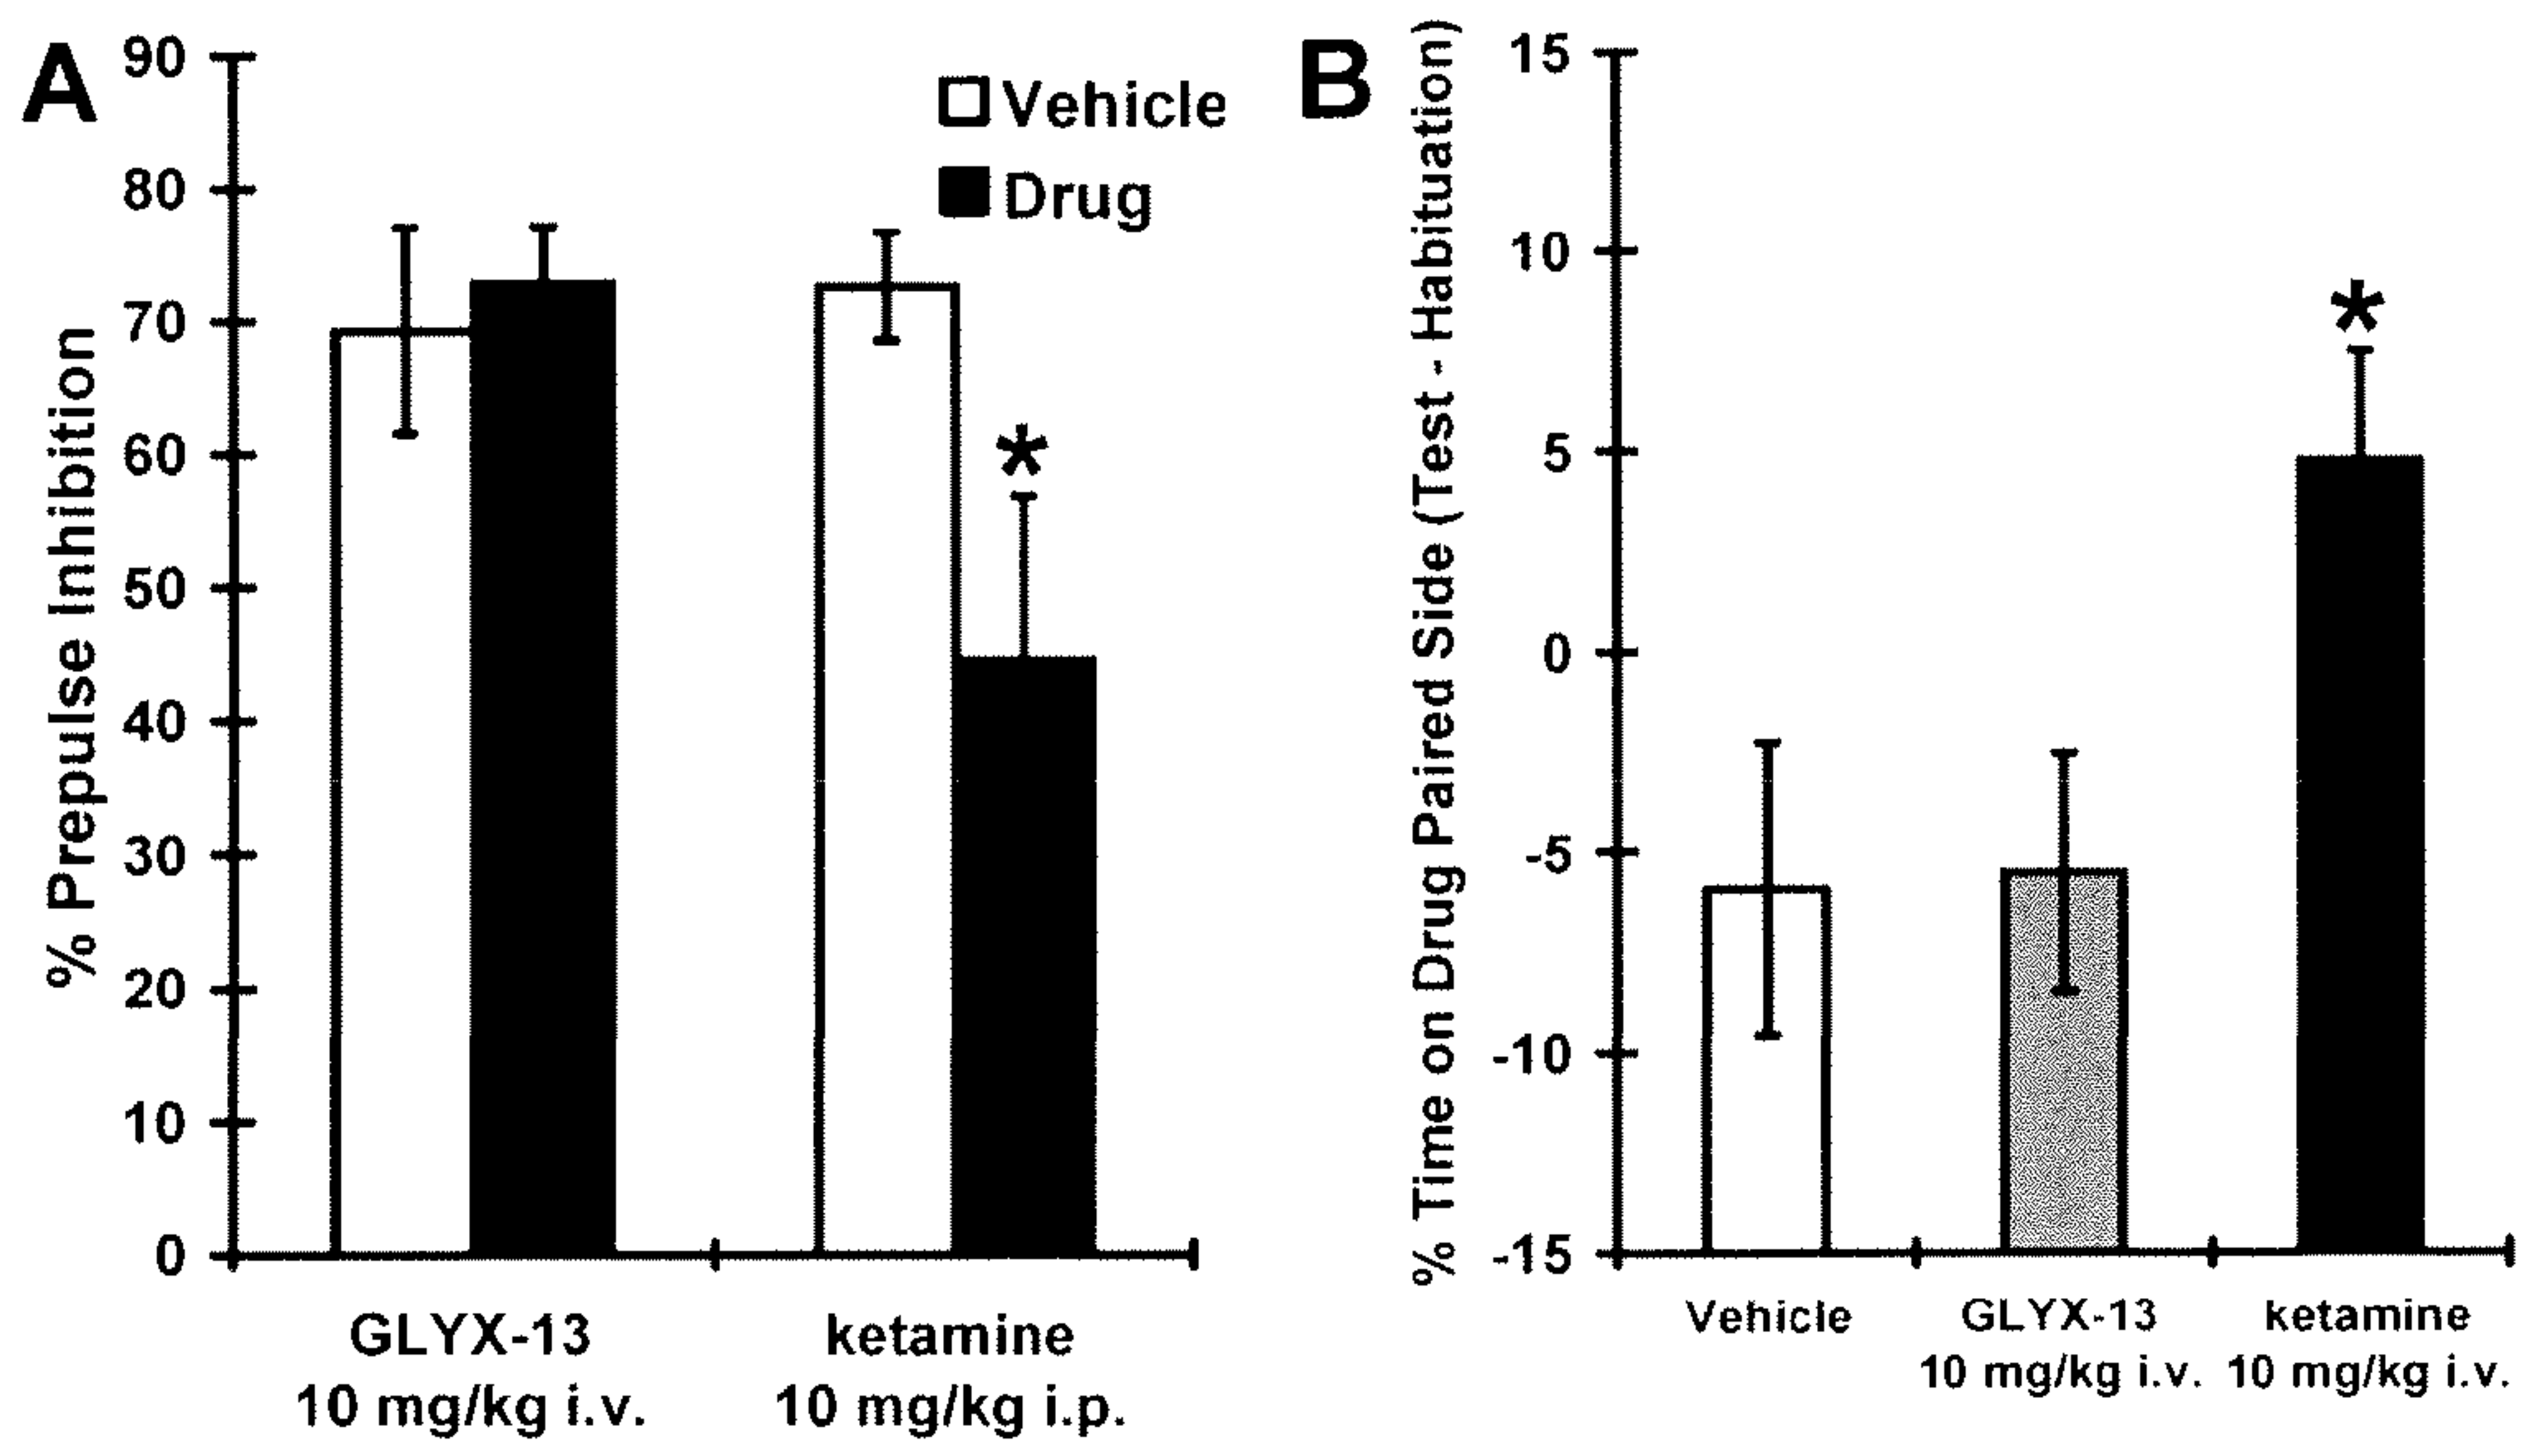 A
% Prepulse Inhibition
90
80
70
60
50
40
30
20
10
0
Vehicle
Drug
*
GLYX-13
10 mg/kg i.v.
ketamine
10 mg/kg i.p.
B
% Time on Drug Paired Side (Test - Habituation)
15
10
5
0
-5
-10
-15
*
Vehicle
GLYX-13
10 mg/kg i.v.
ketamine
10 mg/kg i.v.